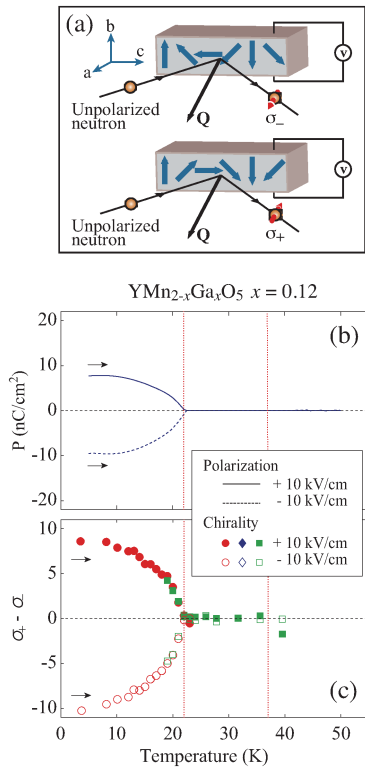 (a)
b
c
a
V
Unpolarized
neutron
Q
σ₋
V
Unpolarized
neutron
Q
σ₊
YMn₂₋ₓGaₓO₅ x = 0.12
(b)
P (nC/cm²)
20
10
0
-10
-20
Polarization
+ 10 kV/cm
- 10 kV/cm
Chirality
+ 10 kV/cm
- 10 kV/cm
(c)
σ₊ - σ₋
10
5
0
-5
-10
0 10 20 30 40 50
Temperature (K)